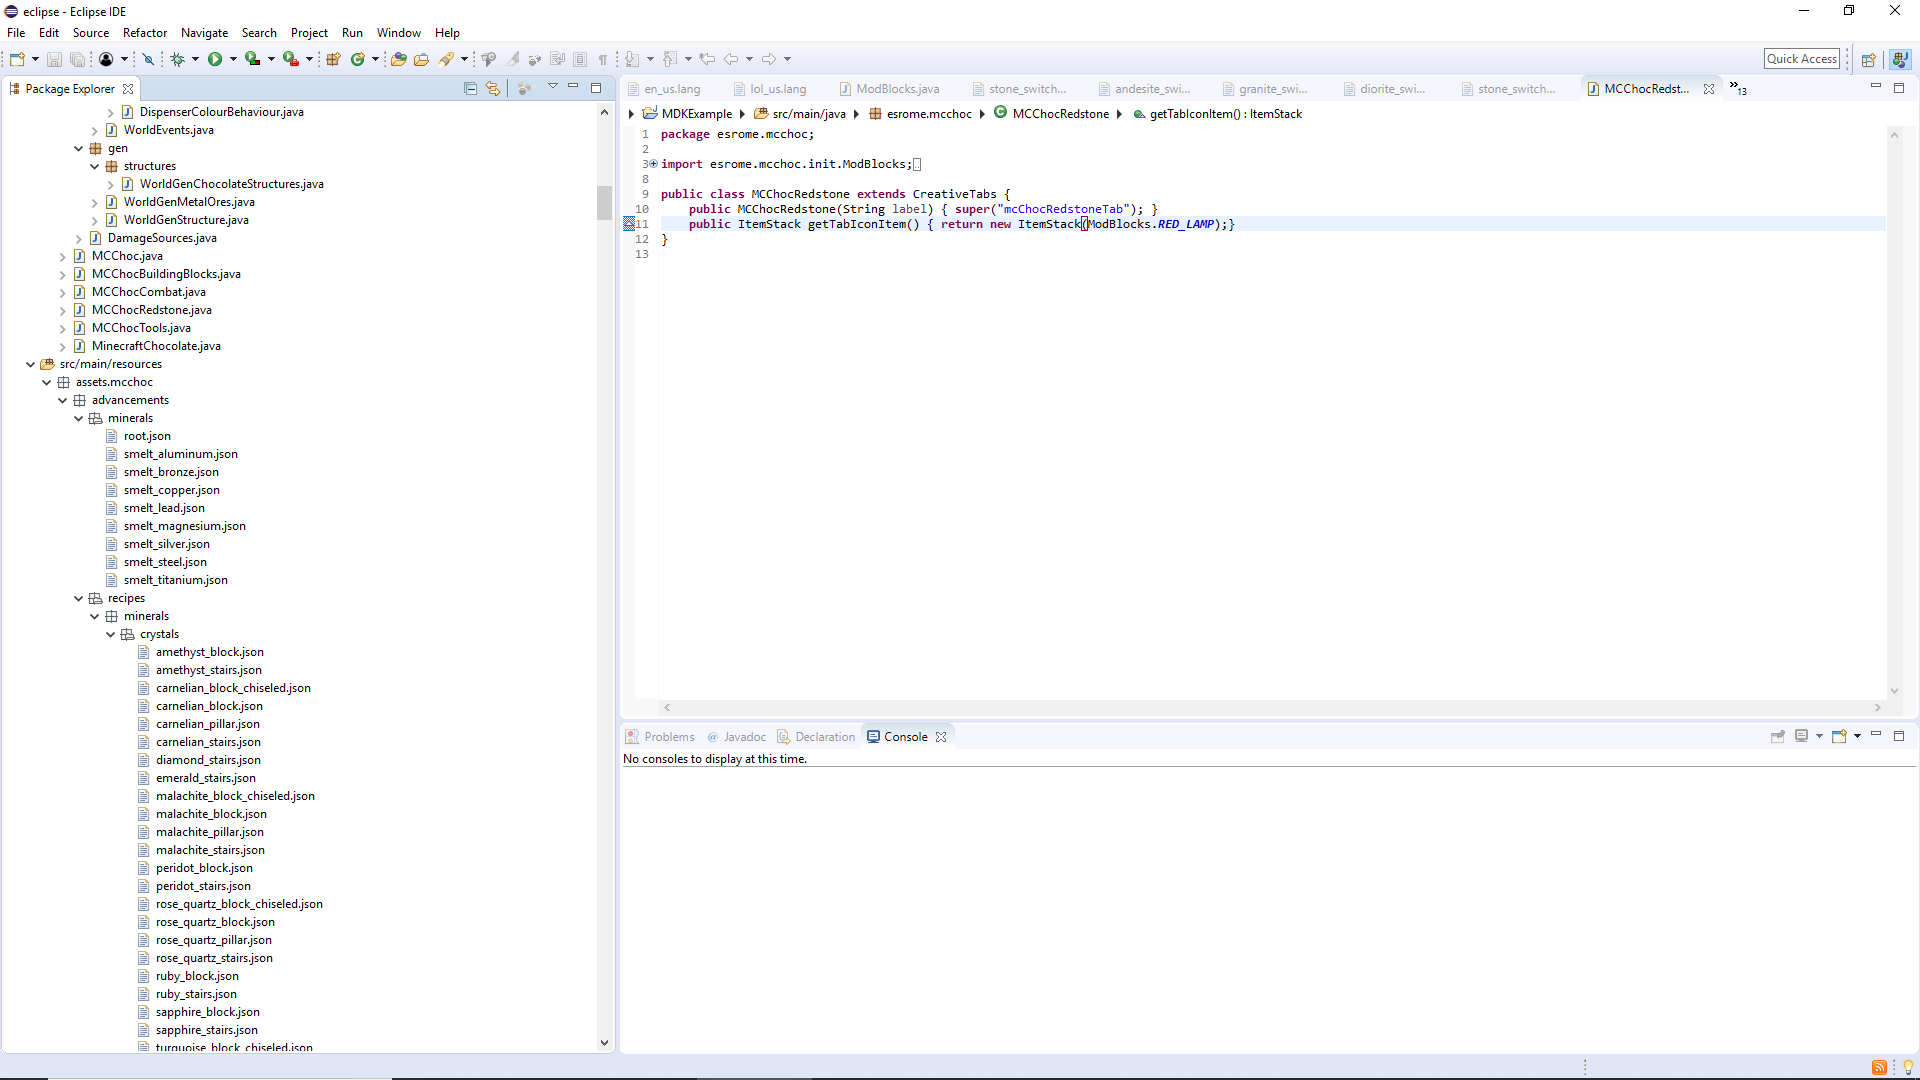 eclipse - Eclipse IDE
File Edit Source Refactor Navigate Search Project Run Window Help
Quick Access
Package Explorer
DispenserColourBehaviour.java
WorldEvents.java
gen
structures
WorldGenChocolateStructures.java
WorldGenMetalOres.java
WorldGenStructure.java
DamageSources.java
MCChoc.java
MCChocBuildingBlocks.java
MCChocCombat.java
MCChocRedstone.java
MCChocTools.java
MinecraftChocolate.java
src/main/resources
assets.mcchoc
advancements
minerals
root.json
smelt_aluminum.json
smelt_bronze.json
smelt_copper.json
smelt_lead.json
smelt_magnesium.json
smelt_silver.json
smelt_steel.json
smelt_titanium.json
recipes
minerals
crystals
amethyst_block.json
amethyst_stairs.json
carnelian_block_chiseled.json
carnelian_block.json
carnelian_pillar.json
carnelian_stairs.json
diamond_stairs.json
emerald_stairs.json
malachite_block_chiseled.json
malachite_block.json
malachite_pillar.json
malachite_stairs.json
peridot_block.json
peridot_stairs.json
rose_quartz_block_chiseled.json
rose_quartz_block.json
rose_quartz_pillar.json
rose_quartz_stairs.json
ruby_block.json
ruby_stairs.json
sapphire_block.json
sapphire_stairs.json
turquoise_block_chiseled.json
en_us.lang lol_us.lang ModBlocks.java stone_switch... andesite_swi... granite_swi... diorite_swi... stone_switch... MCChocRedst... 13
MDKExample src/main/java esrome.mcchoc MCChocRedstone getTabIconItem() : ItemStack
1 package esrome.mcchoc;
2
3 import esrome.mcchoc.init.ModBlocks;
8
9 public class MCChocRedstone extends CreativeTabs {
10 public MCChocRedstone(String label) { super("mcChocRedstoneTab"); }
11 public ItemStack getTabIconItem() { return new ItemStack(ModBlocks.RED_LAMP);}
12 }
13
Problems Javadoc Declaration Console
No consoles to display at this time.